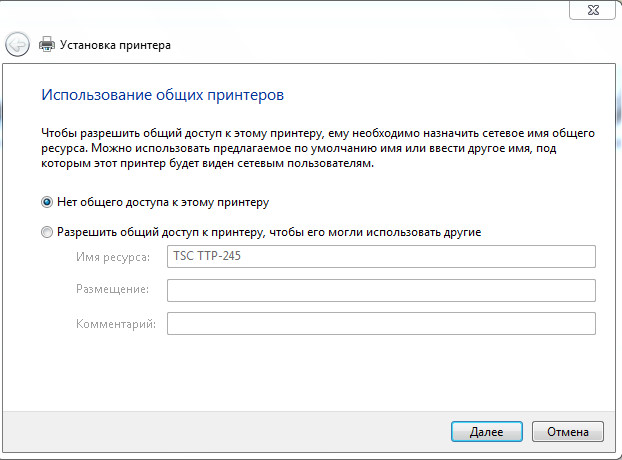 Установка принтера
Использование общих принтеров
Чтобы разрешить общий доступ к этому принтеру, ему необходимо назначить сетевое имя общего
ресурса. Можно использовать предлагаемое по умолчанию имя или ввести другое имя, под
которым этот принтер будет виден сетевым пользователям.
Нет общего доступа к этому принтеру
Разрешить общий доступ к принтеру, чтобы его могли использовать другие
Имя ресурса: TSC TTP-245
Размещение:
Комментарий:
Далее Отмена